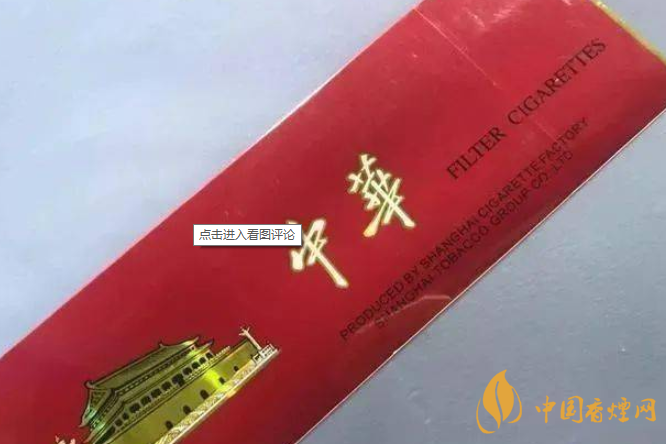 中華
FILTER CIGARETTES
PRODUCED BY SHANGHAI CIGARETTE FACTORY
SHANGHAI TOBACCO GROUP CO., LTD
点击进入看图评论
中国香烟网